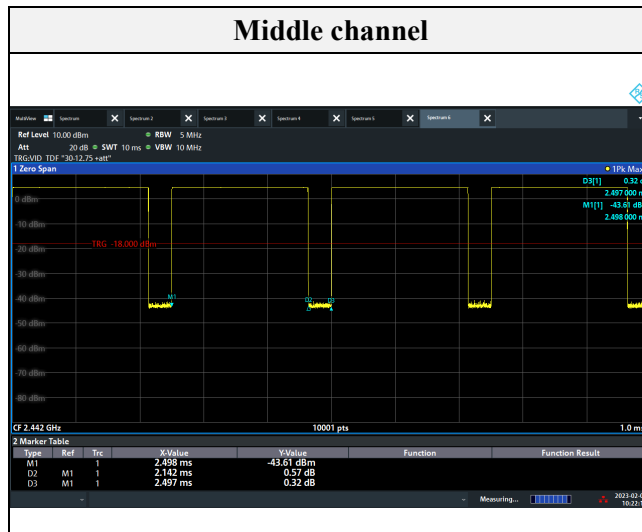 Middle channel
MultiView Spectrum Spectrum 2 Spectrum 3 Spectrum 4 Spectrum 5 Spectrum 6
Ref Level 10.00 dBm RBW 5 MHz
Att 20 dB SWT 10 ms VBW 10 MHz
TRG:VID TDF "30-12.75 +att"
1 Zero Span 1Pk Max
D3[1] 0.32
2.497 000
M1[1] -43.61
2.498 000
0 dBm
-10 dBm
TRG -18.000 dBm
-20 dBm
-30 dBm
M1 D2 D3
-40 dBm
-50 dBm
-60 dBm
-70 dBm
-80 dBm
CF 2.442 GHz 10001 pts 1.0 ms
2 Marker Table
Type Ref Trc X-Value Y-Value Function Function Result
M1 1 2.498 ms -43.61 dBm
D2 M1 1 2.142 ms 0.57 dB
D3 M1 1 2.497 ms 0.32 dB
Measuring... 2023-02-0
10:22:1